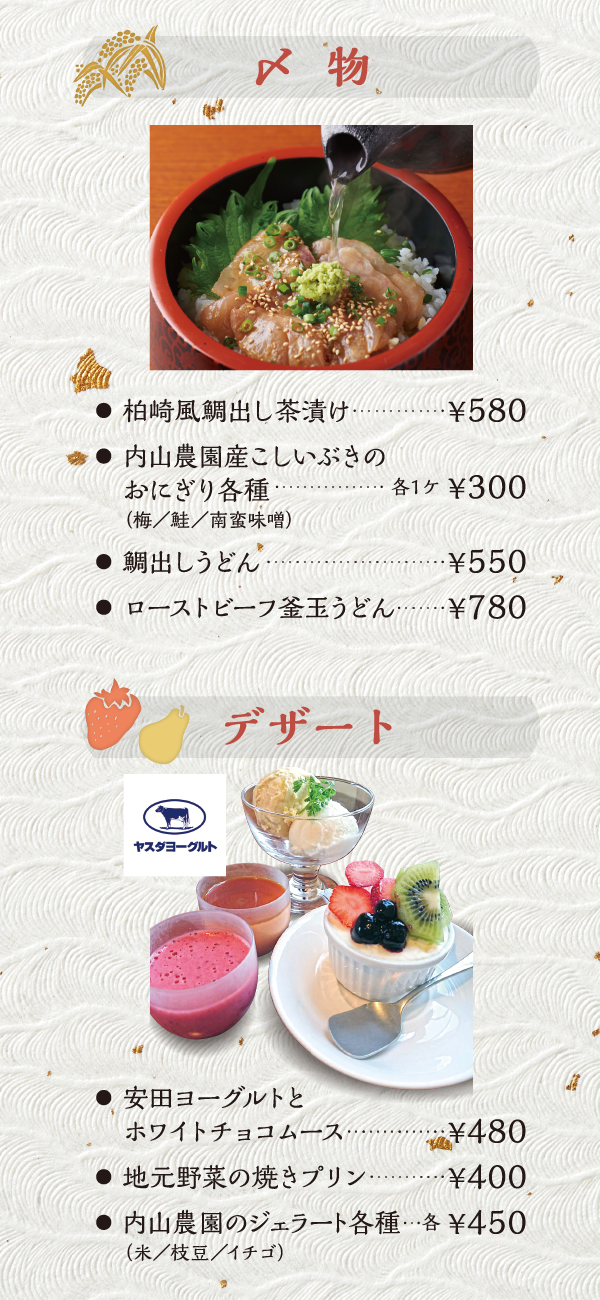 〆物
● 柏崎風鯛出し茶漬け…………¥580
● 内山農園産こしいぶきの
おにぎり各種……………各1ケ ¥300
(梅／鮭／南蛮味噌)
● 鯛出しうどん……………………¥550
● ローストビーフ釜玉うどん……¥780
デザート
ヤスダヨーグルト
● 安田ヨーグルトと
ホワイトチョコムース…………¥480
● 地元野菜の焼きプリン………¥400
● 内山農園のジェラート各種…各 ¥450
(米／枝豆／イチゴ)